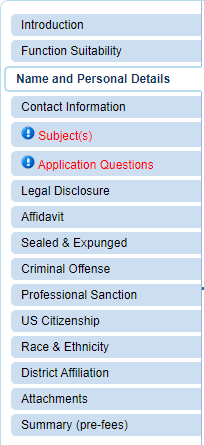 Introduction
Function Suitability
Name and Personal Details
Contact Information
Subject(s)
Application Questions
Legal Disclosure
Affidavit
Sealed & Expunged
Criminal Offense
Professional Sanction
US Citizenship
Race & Ethnicity
District Affiliation
Attachments
Summary (pre-fees)